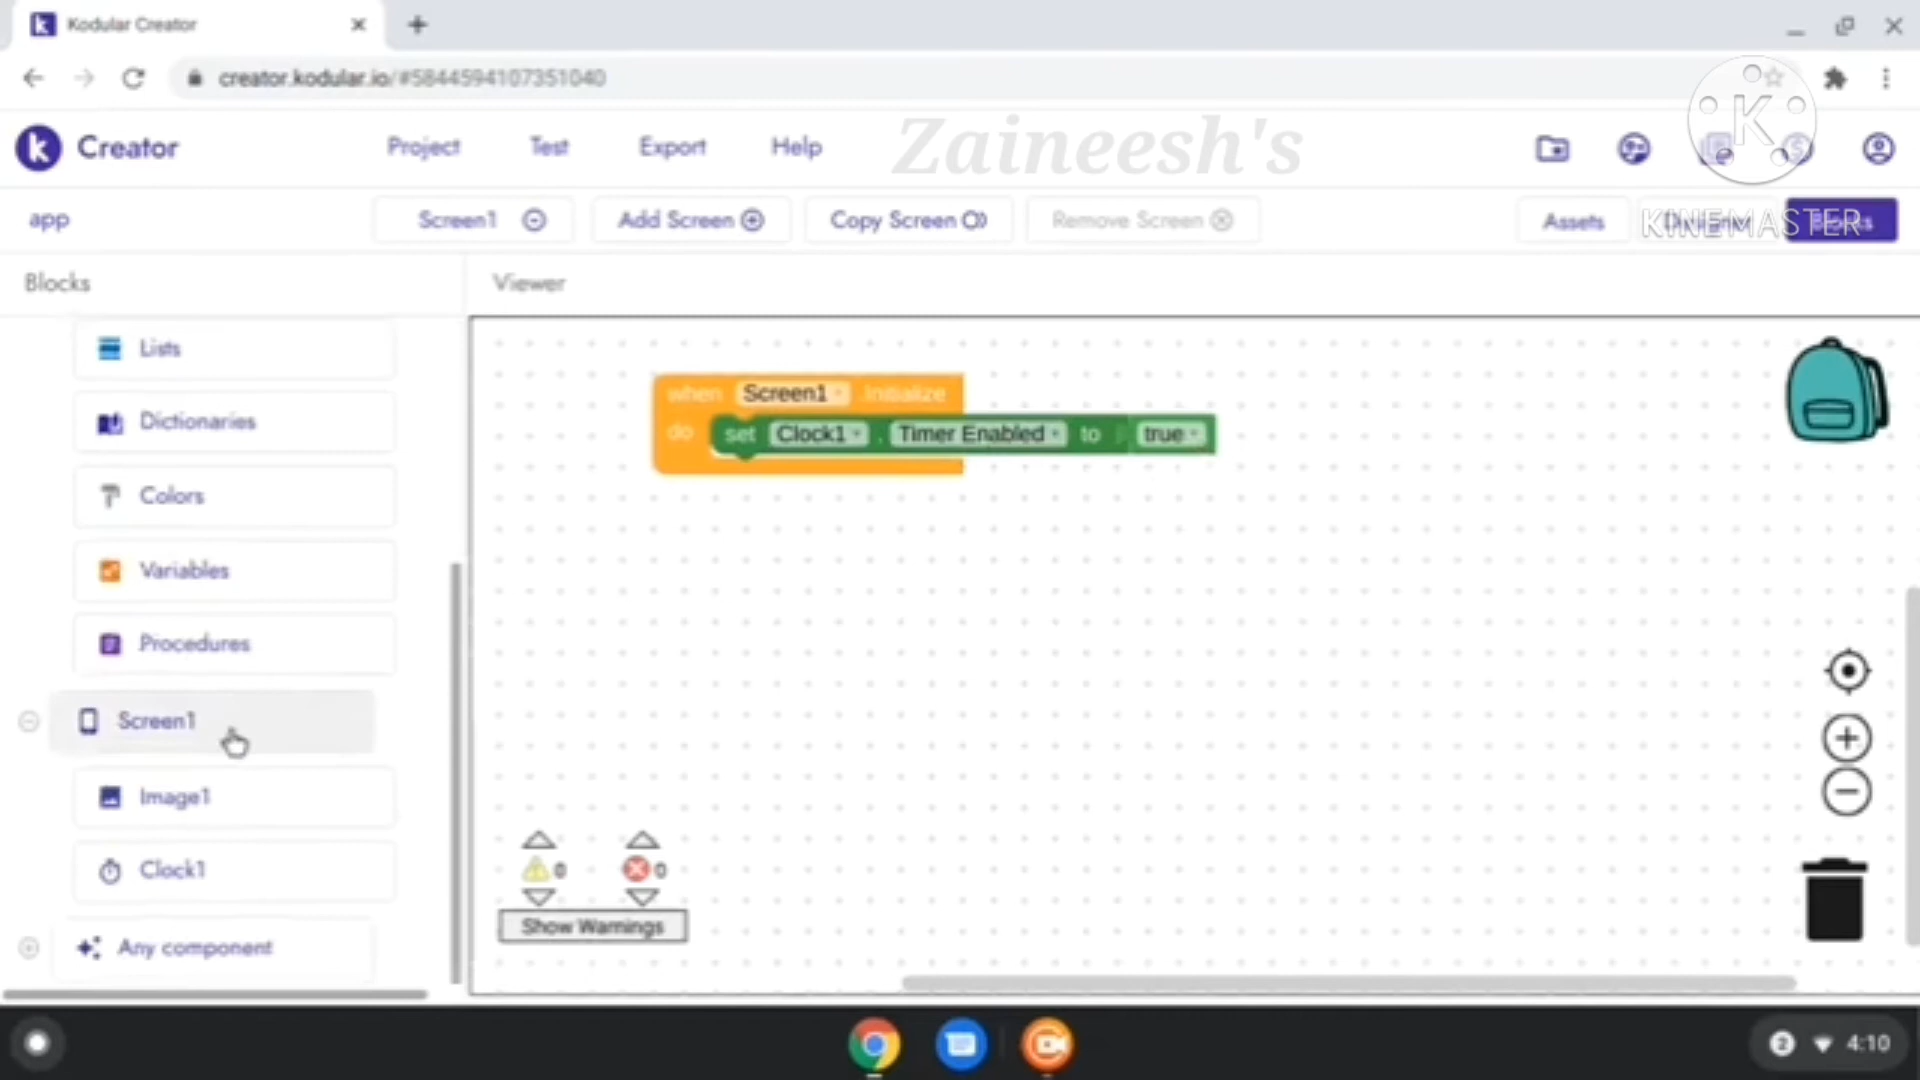 Kodular Creator
creator.kodular.io/#5844594107351040
Creator
Project
Test
Export
Help
Zaineesh's
K
app
Screen1
Add Screen
Copy Screen
Remove Screen
Assets
KINEMASTER
Blocks
Viewer
Lists
Dictionaries
Colors
Variables
Procedures
Screen1
Image1
Clock1
Any component
when Screen1 .Initialize
do set Clock1 . Timer Enabled to true
0 0
Show Warnings
2 4:10